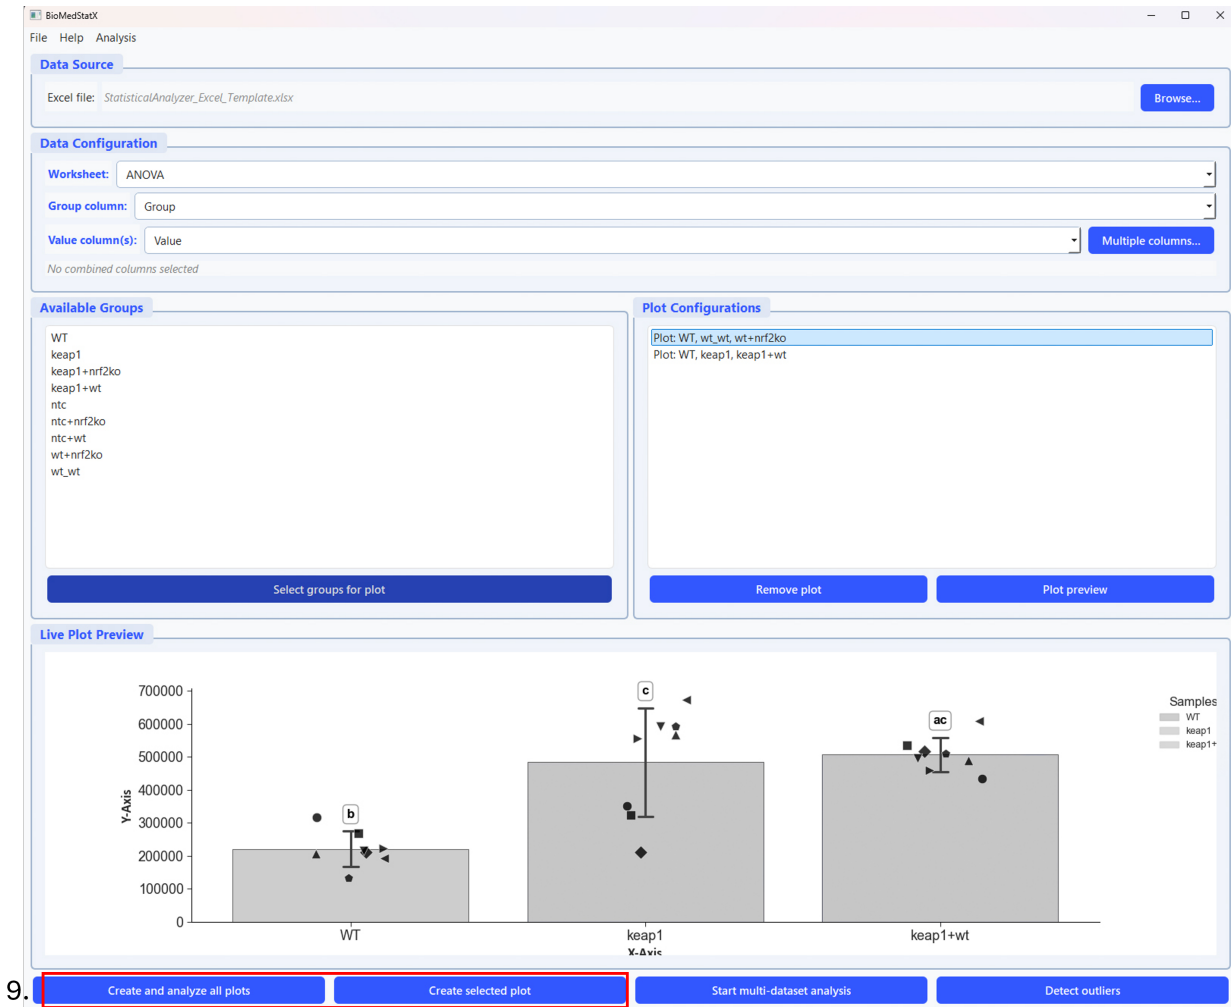 BioMedStatX
File Help Analysis
Data Source
Excel file: StatisticalAnalyzer_Excel_Template.xlsx
Browse...
Data Configuration
Worksheet: ANOVA
Group column: Group
Value column(s): Value
Multiple columns...
No combined columns selected
Available Groups
WT
keap1
keap1+nrf2ko
keap1+wt
ntc
ntc+nrf2ko
ntc+wt
wt+nrf2ko
wt_wt
Select groups for plot
Plot Configurations
Plot: WT, wt_wt, wt+nrf2ko
Plot: WT, keap1, keap1+wt
Remove plot
Plot preview
Live Plot Preview
700000
600000
500000
400000
300000
200000
100000
0
Y-Axis
b
c
ac
WT
keap1
keap1+wt
X-Axis
Samples
WT
keap1
keap1+
9.
Create and analyze all plots
Create selected plot
Start multi-dataset analysis
Detect outliers